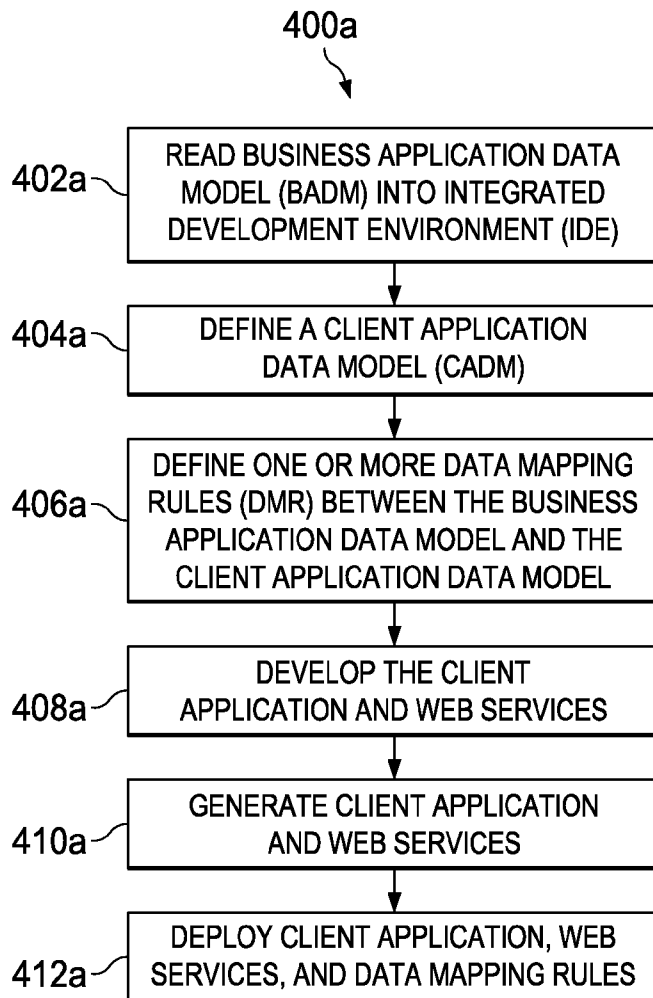 400a
402a
READ BUSINESS APPLICATION DATA
MODEL (BADM) INTO INTEGRATED
DEVELOPMENT ENVIRONMENT (IDE)
404a
DEFINE A CLIENT APPLICATION
DATA MODEL (CADM)
406a
DEFINE ONE OR MORE DATA MAPPING
RULES (DMR) BETWEEN THE BUSINESS
APPLICATION DATA MODEL AND THE
CLIENT APPLICATION DATA MODEL
408a
DEVELOP THE CLIENT
APPLICATION AND WEB SERVICES
410a
GENERATE CLIENT APPLICATION
AND WEB SERVICES
412a
DEPLOY CLIENT APPLICATION, WEB
SERVICES, AND DATA MAPPING RULES